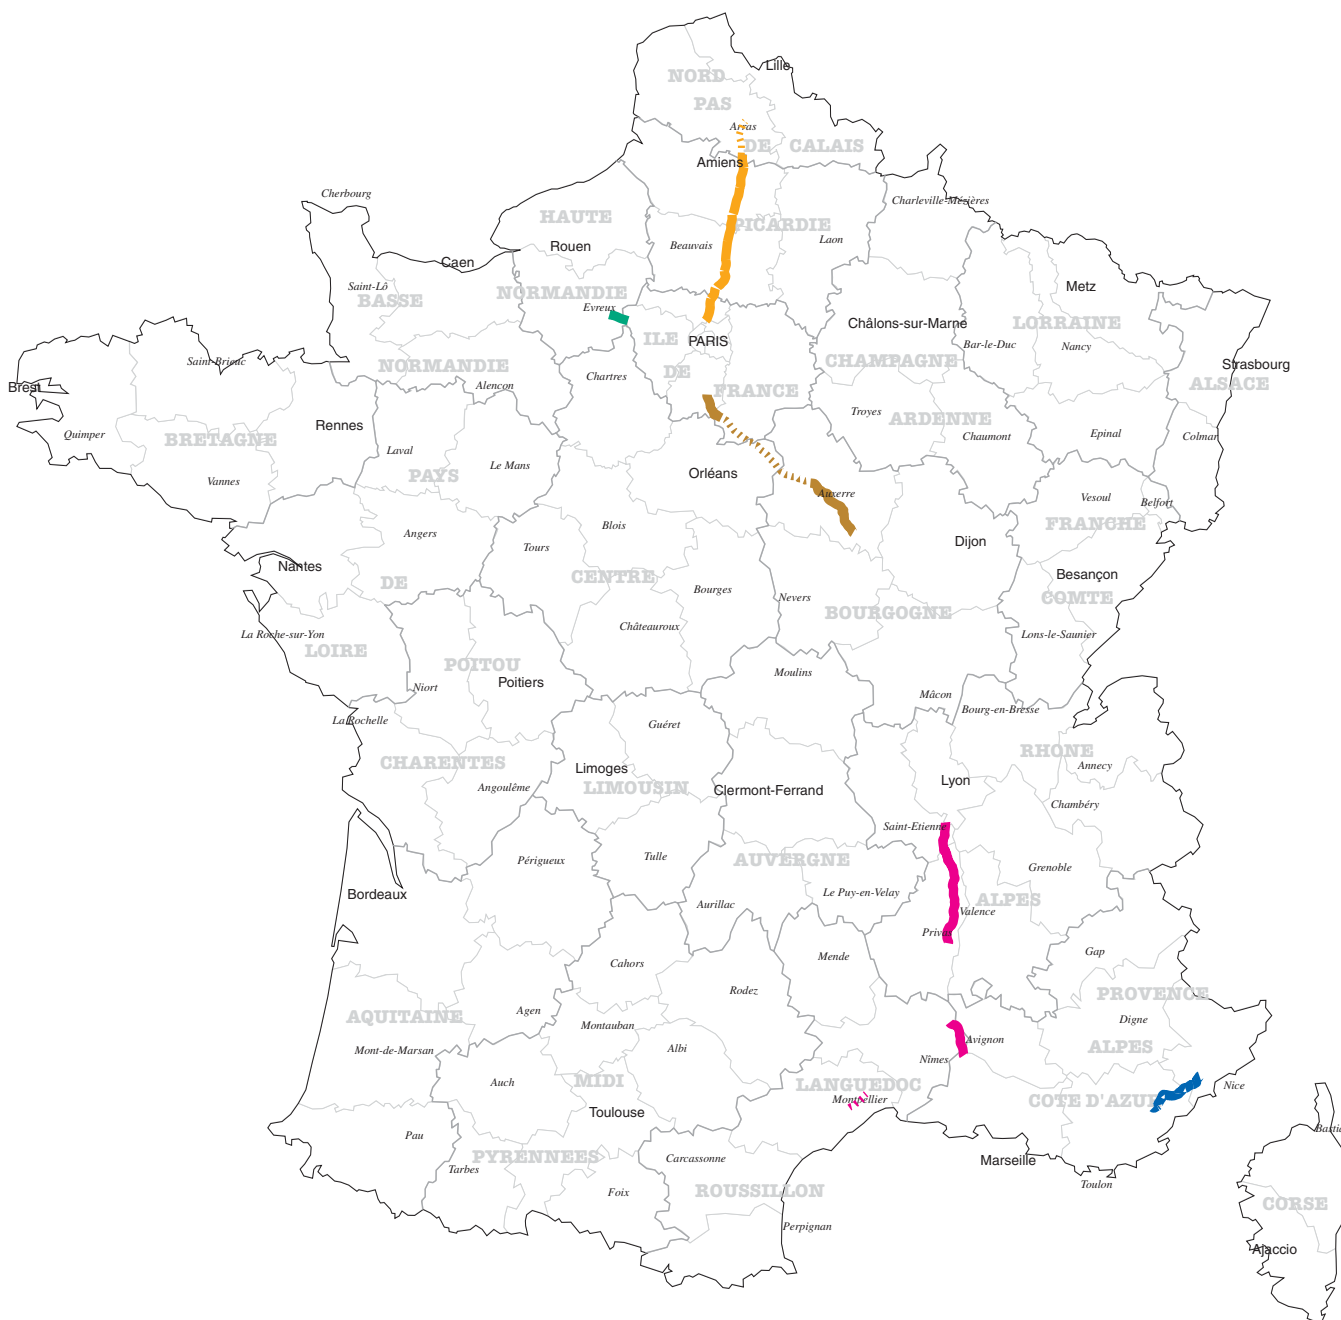 Lille
NORD
PAS
Arras
DE CALAIS
Amiens
Cherbourg
Charleville-Mézières
HAUTE
PICARDIE
Rouen
Beauvais
Laon
Caen
Saint-Lô
BASSE
NORMANDIE
Evreux
Metz
Châlons-sur-Marne
LORRAINE
ILE
PARIS
Bar-le-Duc
Nancy
Saint-Brieuc
NORMANDIE
CHAMPAGNE
Strasbourg
Brest
Alencon
Chartres
DE
FRANCE
ALSACE
Troyes
ARDENNE
Rennes
Quimper
BRETAGNE
Chaumont
Epinal
Colmar
Laval
Le Mans
PAYS
Orléans
Vannes
Auxerre
Vesoul
Belfort
Blois
FRANCHE
Angers
Tours
Dijon
Nantes
DE
CENTRE
Bourges
Besançon
Nevers
COMTE
BOURGOGNE
La Roche-sur-Yon
Châteauroux
Lons-le-Saunier
LOIRE
POITOU
Moulins
Niort
Poitiers
Mâcon
Bourg-en-Bresse
La Rochelle
Guéret
RHONE
CHARENTES
Limoges
Annecy
Angoulême
LIMOUSIN
Clermont-Ferrand
Lyon
Chambéry
Saint-Etienne
Périgueux
Tulle
AUVERGNE
Grenoble
Bordeaux
Le Puy-en-Velay
Aurillac
ALPES
Valence
Privas
Cahors
Mende
Gap
Rodez
PROVENCE
Agen
AQUITAINE
Montauban
Digne
Mont-de-Marsan
Albi
Avignon
ALPES
Nîmes
Auch
MIDI
LANGUEDOC
Nice
Montpellier
COTE D'AZUR
Toulouse
Pau
Bastia
PYRENNEES
Carcassonne
Marseille
Tarbes
Foix
ROUSSILLON
Toulon
CORSE
Perpignan
Ajaccio